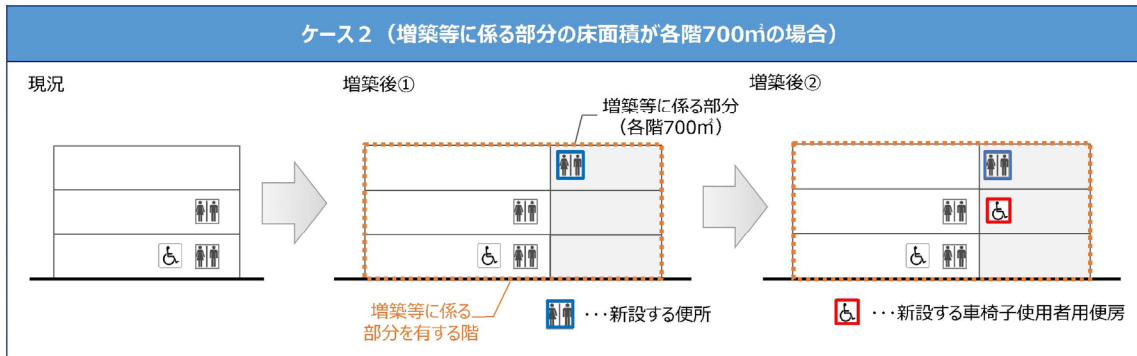 ケース2（増築等に係る部分の床面積が各階700㎡の場合）
現況
増築後①
増築後②
増築等に係る部分
（各階700㎡）
増築等に係る
部分を有する階
･･･新設する便所
･･･新設する車椅子使用者用便房